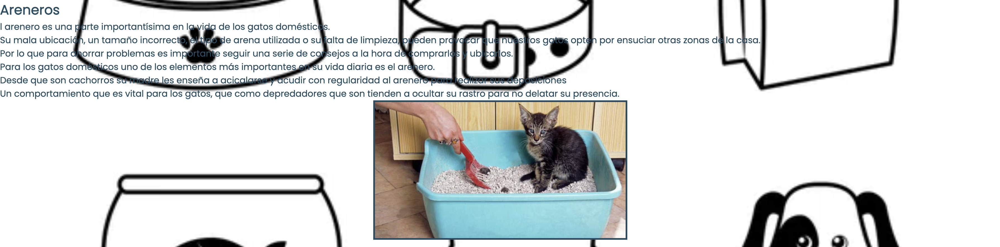 Areneros
l arenero es una parte importantísima en la vida de los gatos domésticos.
Su mala ubicación, un tamaño incorrecto, el tipo de arena utilizada o su falta de limpieza, pueden provocar que nuestros gatos opten por ensuciar otras zonas de la casa.
Por lo que para ahorrar problemas es importante seguir una serie de consejos a la hora de comprarlos y ubicarlos.
Para los gatos domésticos uno de los elementos más importantes en su vida diaria es el arenero.
Desde que son cachorros su madre les enseña a acicalarse y acudir con regularidad al arenero para realizar sus deposiciones
Un comportamiento que es vital para los gatos, que como depredadores que son tienden a ocultar su rastro para no delatar su presencia.